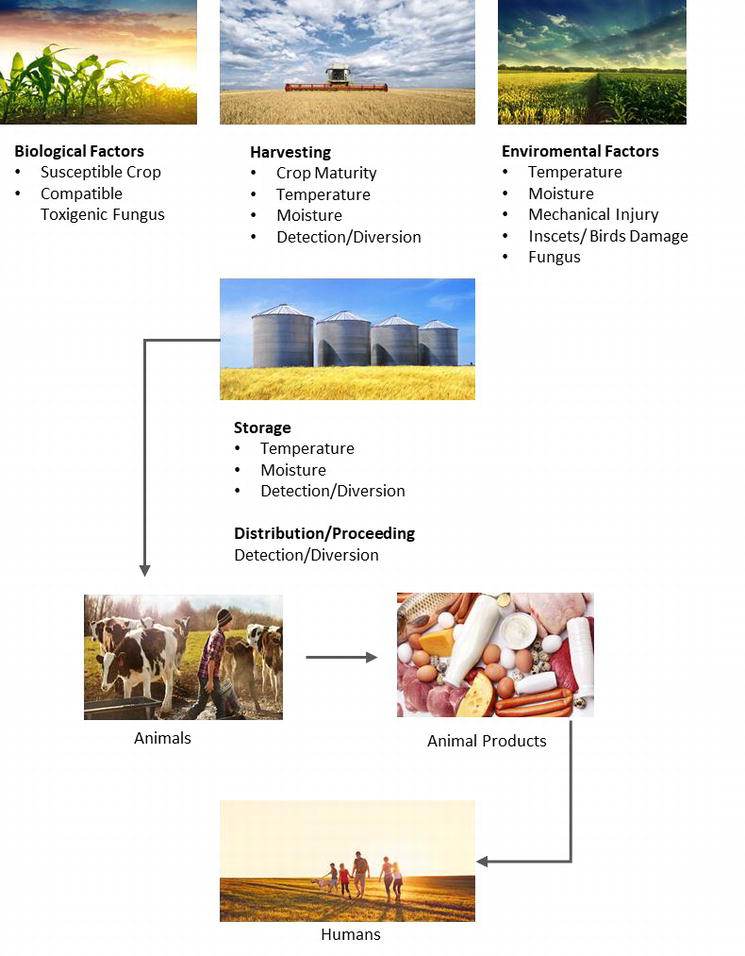 Biological Factors
• Susceptible Crop
• Compatible
Toxigenic Fungus
Harvesting
• Crop Maturity
• Temperature
• Moisture
• Detection/Diversion
Enviromental Factors
• Temperature
• Moisture
• Mechanical Injury
• Inscets/ Birds Damage
• Fungus
Storage
• Temperature
• Moisture
• Detection/Diversion
Distribution/Proceeding
Detection/Diversion
Animals
Animal Products
Humans